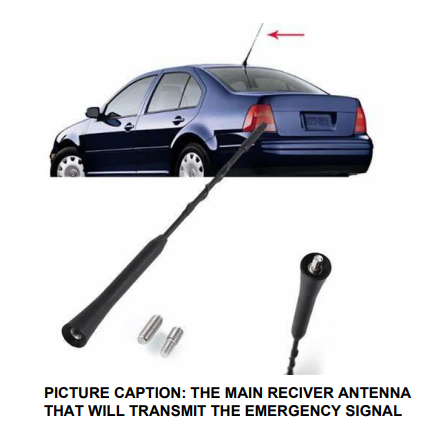 PICTURE CAPTION: THE MAIN RECIVER ANTENNA
THAT WILL TRANSMIT THE EMERGENCY SIGNAL